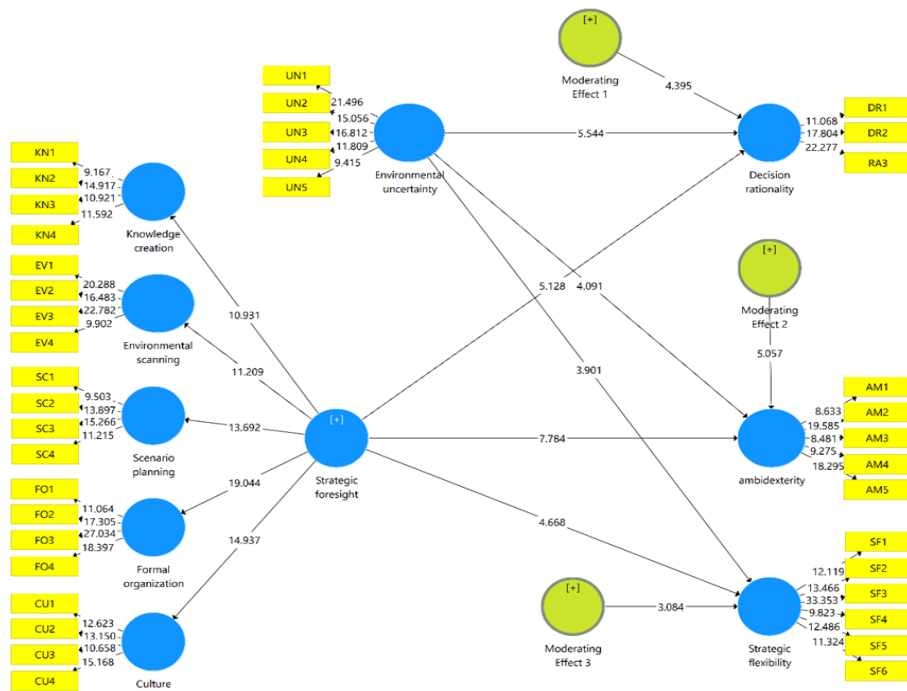 [+]
Moderating
Effect 1
4.395
UN1
UN2
UN3
UN4
UN5
21.496
15.056
16.812
11.809
9.415
Environmental
uncertainty
5.544
DR1
DR2
RA3
11.068
17.804
22.277
Decision
rationality
KN1
KN2
KN3
KN4
9.167
14.917
10.921
11.592
Knowledge
creation
EV1
EV2
EV3
EV4
20.288
16.483
22.782
9.902
Environmental
scanning
SC1
SC2
SC3
SC4
9.503
13.897
15.266
11.215
Scenario
planning
FO1
FO2
FO3
FO4
11.064
17.305
27.034
18.397
Formal
organization
CU1
CU2
CU3
CU4
12.623
13.150
10.658
15.168
Culture
10.931
11.209
13.692
19.044
14.937
[+]
Strategic
foresight
5.128
4.091
3.901
7.784
4.668
[+]
Moderating
Effect 2
5.057
AM1
AM2
AM3
AM4
AM5
8.633
19.585
8.481
9.275
18.295
ambidexterity
[+]
Moderating
Effect 3
3.084
SF1
SF2
SF3
SF4
SF5
SF6
12.119
13.466
33.353
9.823
12.486
11.324
Strategic
flexibility